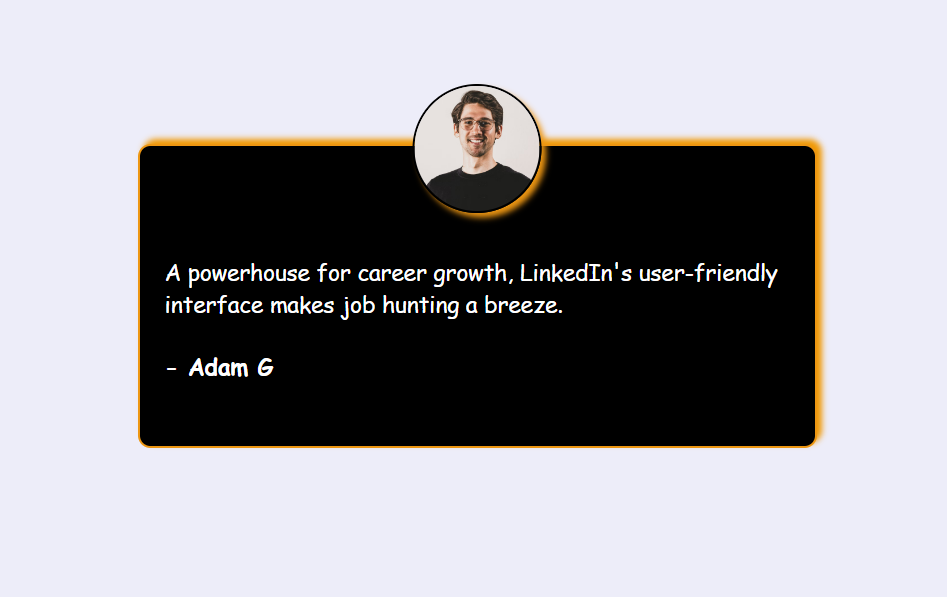 A powerhouse for career growth, LinkedIn's user-friendly
interface makes job hunting a breeze.
- Adam G